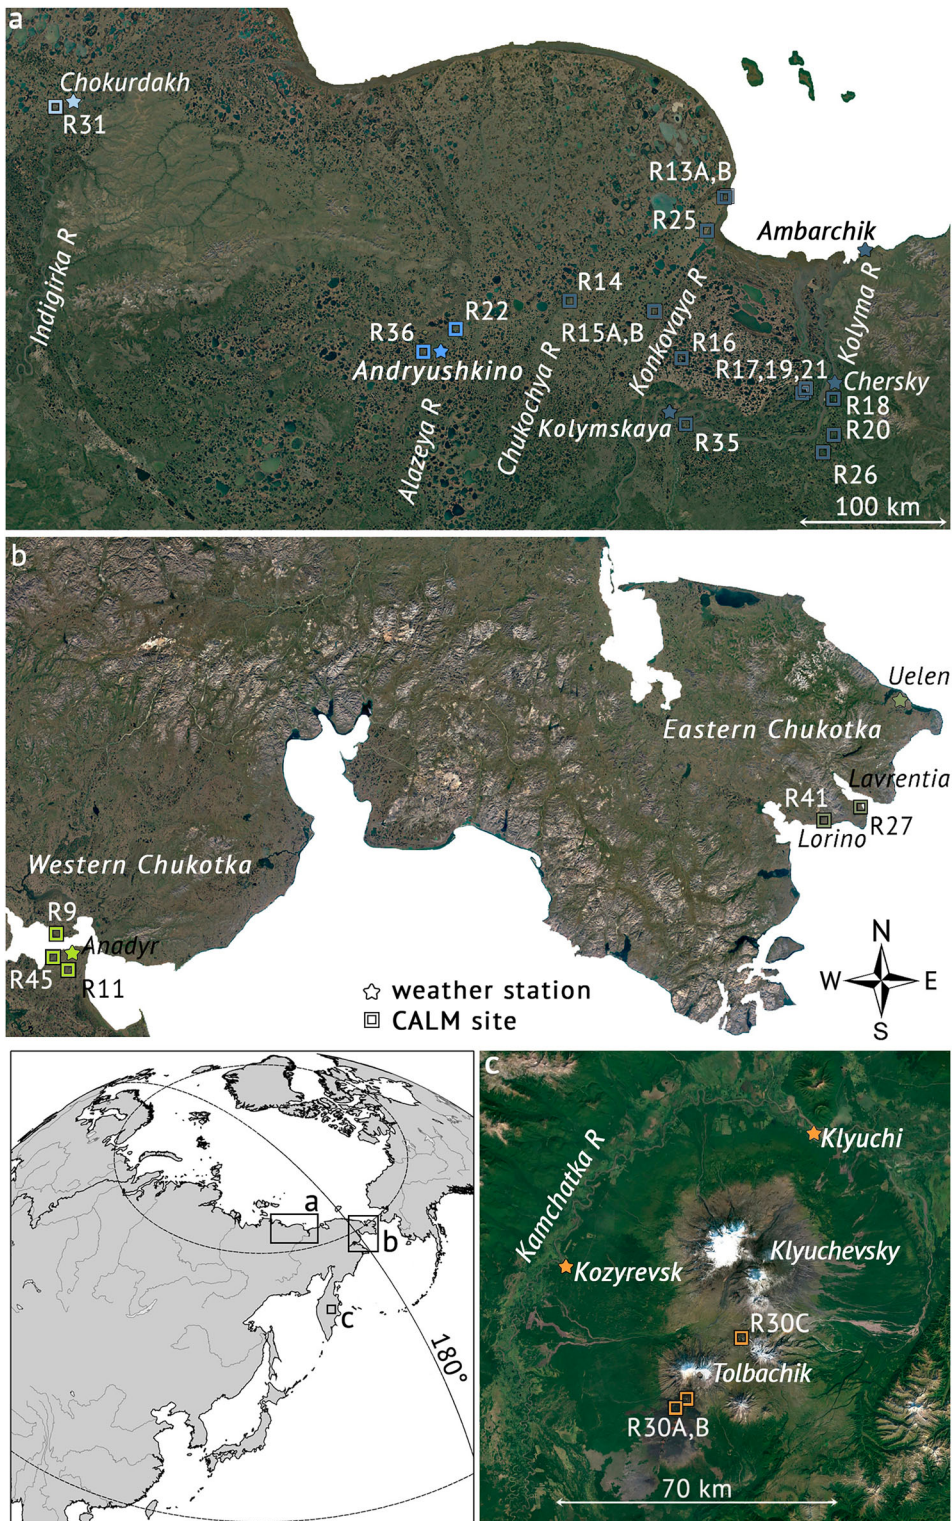 a
Chokurdakh
R31
Indigirka R
R13A,B
R25
Ambarchik
R14
R22
R36
R15A,B
Konkovaya R
R16
Kolyma R
Andryushkino
R17,19,21
Chersky
R18
Alazeya R
Chukochya R
Kolymskaya
R35
R20
R26
100 km
b
Uelen
Eastern Chukotka
Lavrentia
R41
R27
Lorino
Western Chukotka
R9
Anadyr
R45
R11
weather station
CALM site
N
W
E
S
a
b
c
180°
c
Klyuchi
Kamchatka R
Klyuchevsky
Kozyrevsk
R30C
Tolbachik
R30A,B
70 km